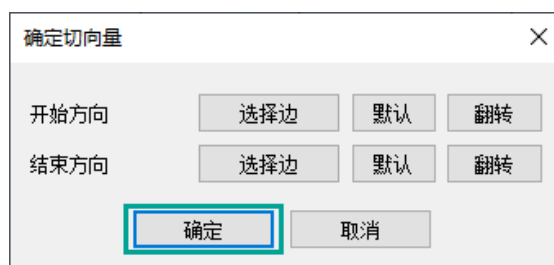 确定切向量
开始方向 选择边 默认 翻转
结束方向 选择边 默认 翻转
确定 取消